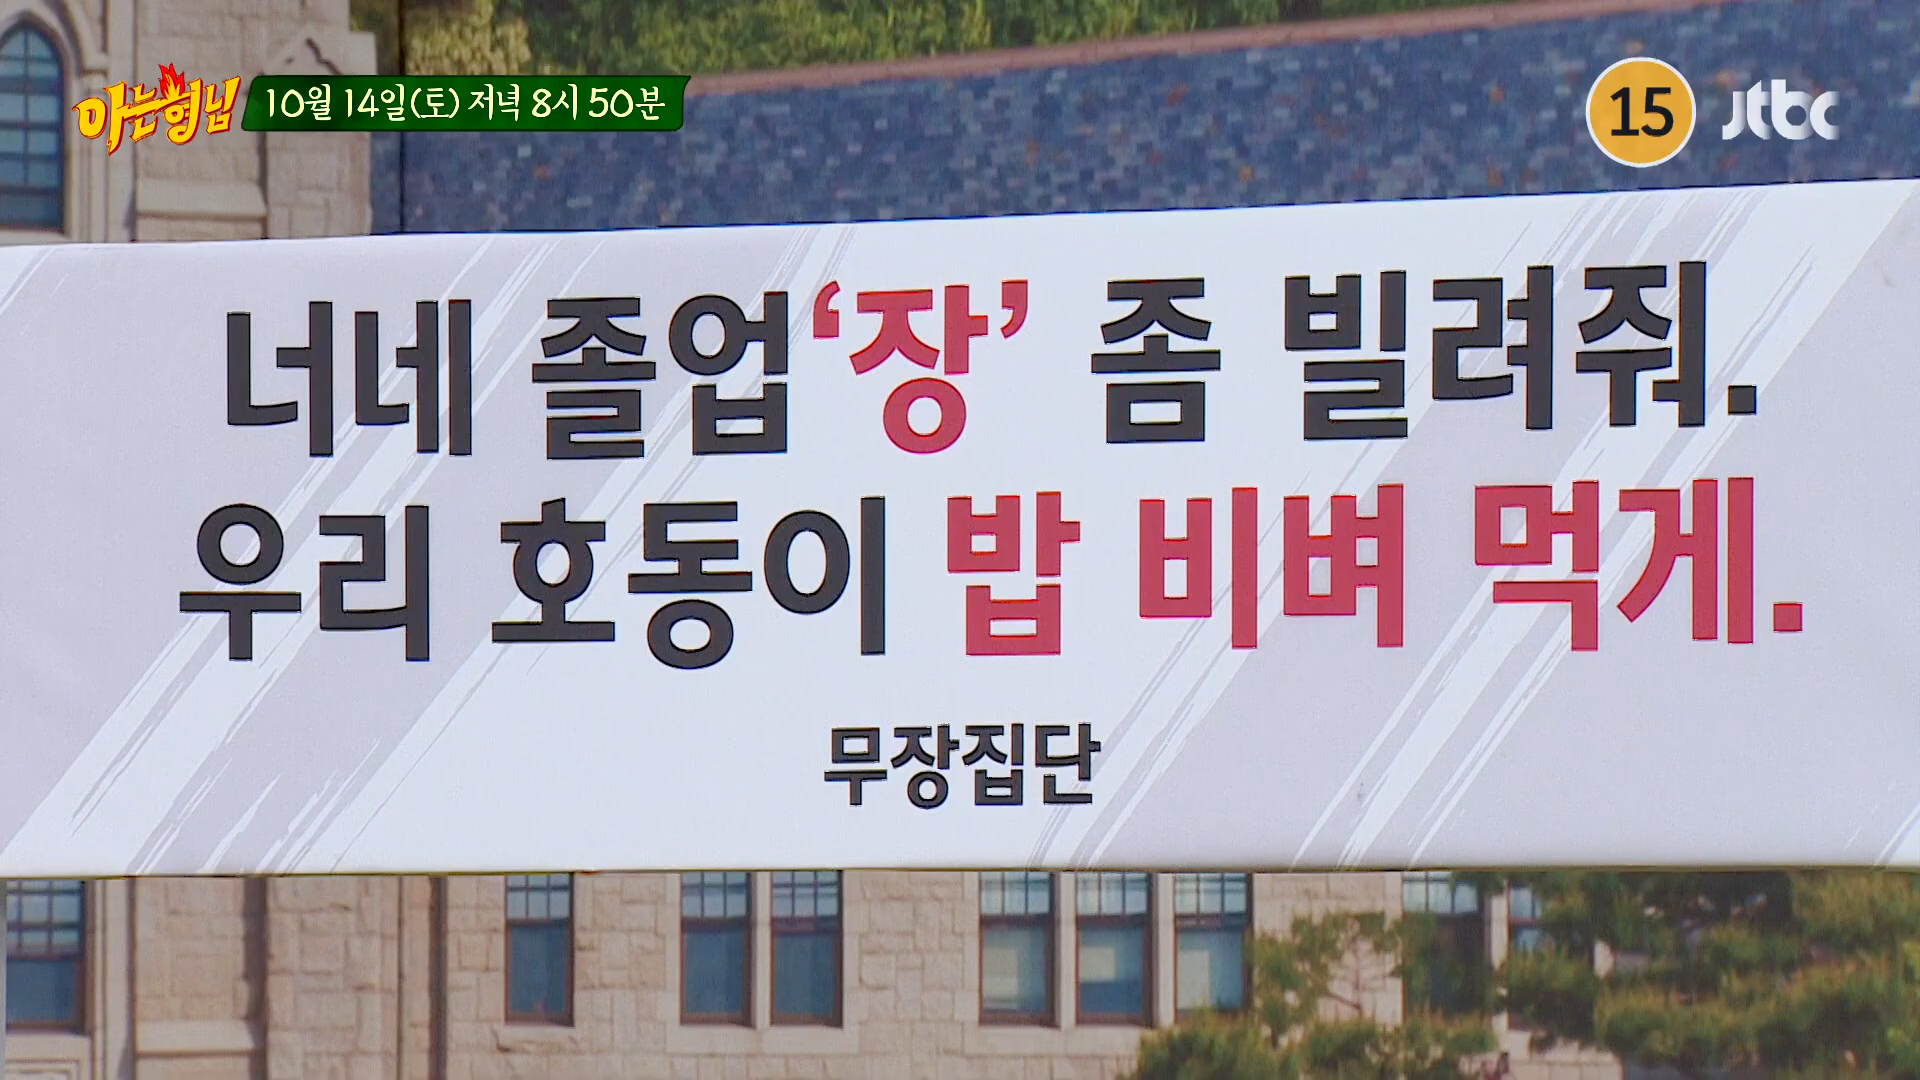 아는형님
10월 14일(토) 저녁 8시 50분
15
jtbc
너네 졸업‘장’ 좀 빌려줘.
우리 호동이 밥 비벼 먹게.
무장집단